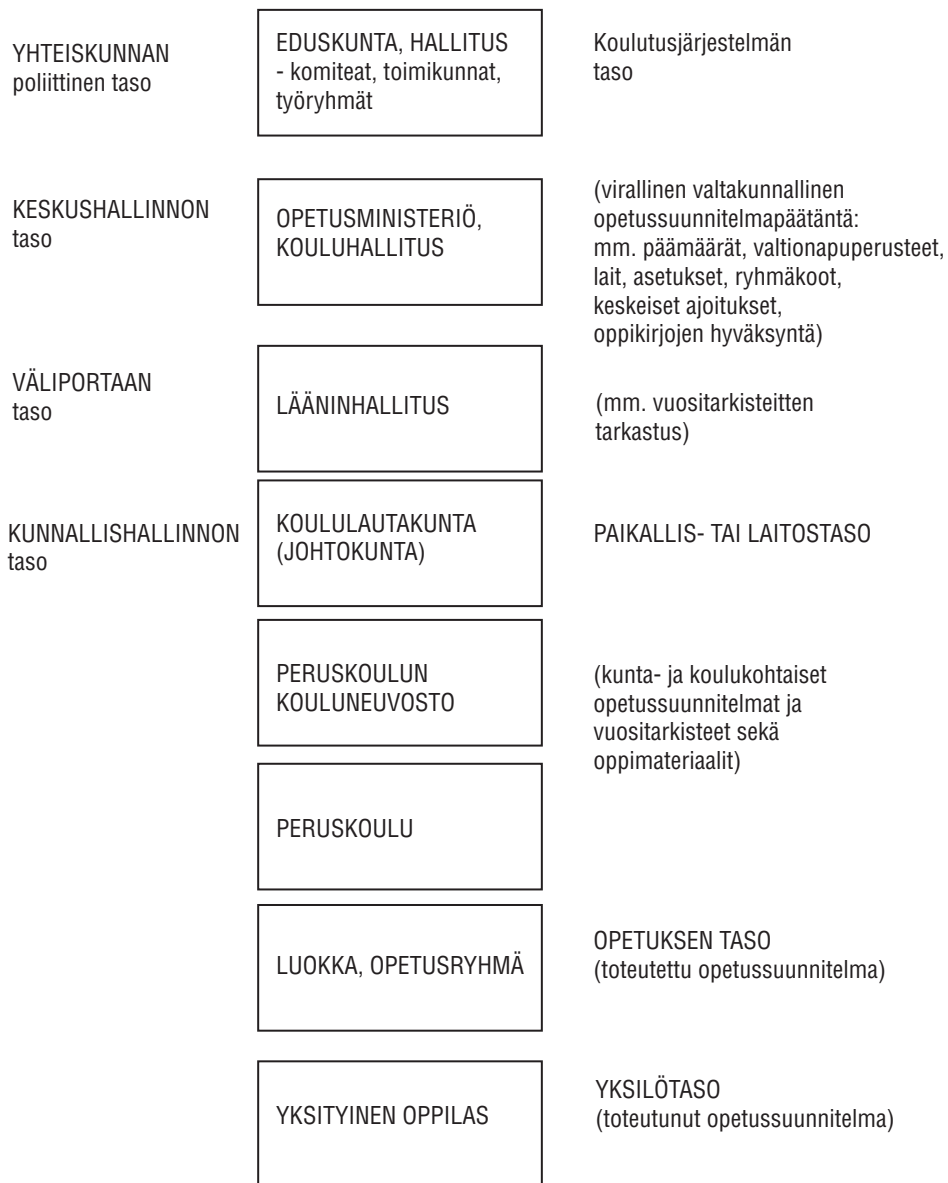 YHTEISKUNNAN
poliittinen taso
EDUSKUNTA, HALLITUS
- komiteat, toimikunnat,
työryhmät
Koulutusjärjestelmän
taso
KESKUSHALLINNON
taso
OPETUSMINISTERIÖ,
KOULUHALLITUS
(virallinen valtakunnallinen
opetussuunnitelmapäätäntä:
mm. päämäärät, valtionapuperusteet,
lait, asetukset, ryhmäkoot,
keskeiset ajoitukset,
oppikirjojen hyväksyntä)
VÄLIPORTAAN
taso
LÄÄNINHALLITUS
(mm. vuositarkisteitten
tarkastus)
KUNNALLISHALLINNON
taso
KOULULAUTAKUNTA
(JOHTOKUNTA)
PAIKALLIS- TAI LAITOSTASO
PERUSKOULUN
KOULUNEUVOSTO
(kunta- ja koulukohtaiset
opetussuunnitelmat ja
vuositarkisteet sekä
oppimateriaalit)
PERUSKOULU
LUOKKA, OPETUSRYHMÄ
OPETUKSEN TASO
(toteutettu opetussuunnitelma)
YKSITYINEN OPPILAS
YKSILÖTASO
(toteutunut opetussuunnitelma)